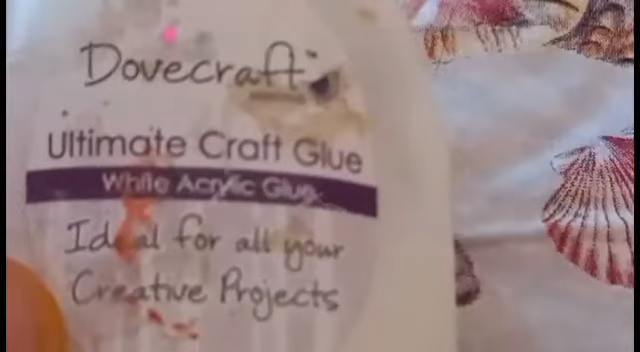 Dovecraft
Ultimate Craft Glue
White Acrylic Glue
Ideal for all your
Creative Projects